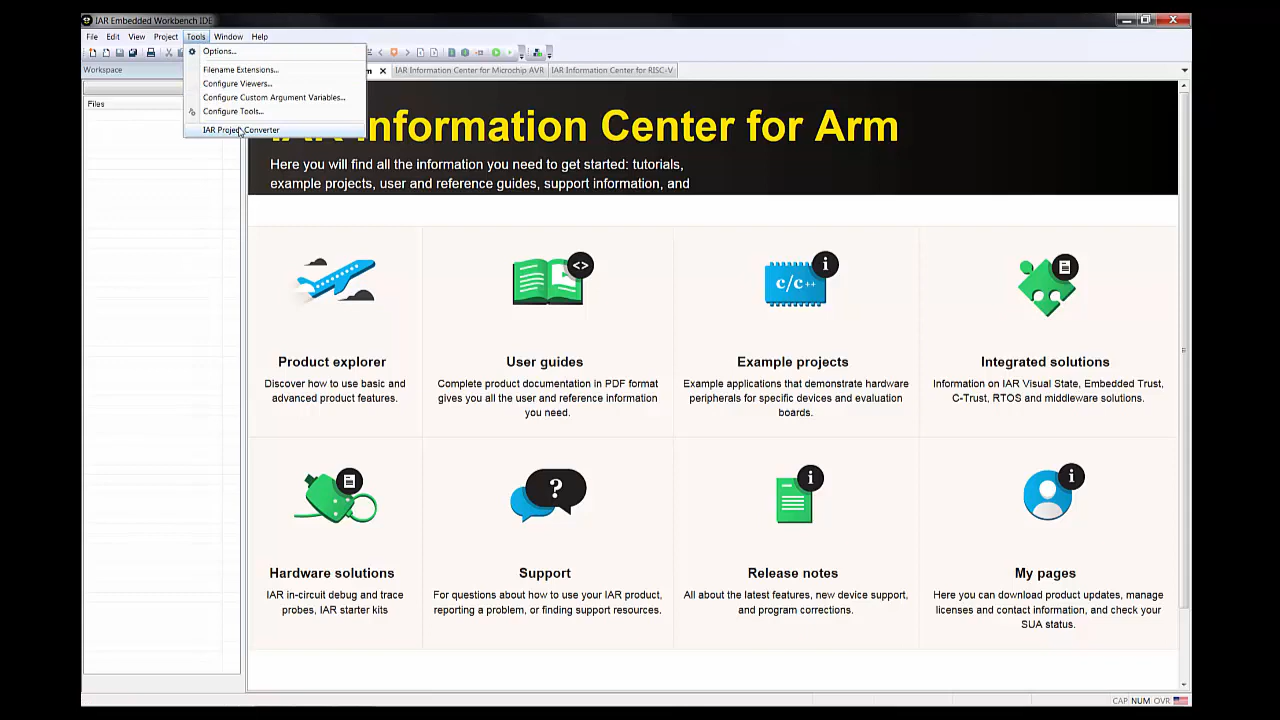 IAR Embedded Workbench IDE
File Edit View Project Tools Window Help
Options...
Filename Extensions...
Configure Viewers...
Configure Custom Argument Variables...
Configure Tools...
IAR Project Converter
Workspace
IAR Information Center for Microchip AVR
IAR Information Center for RISC-V
Files
IAR Information Center for Arm
Here you will find all the information you need to get started: tutorials,
example projects, user and reference guides, support information, and
Product explorer
Discover how to use basic and
advanced product features.
User guides
Complete product documentation in PDF format
gives you all the user and reference information
you need.
<>
Example projects
Example applications that demonstrate hardware
peripherals for specific devices and evaluation
boards.
c/c++
i
Integrated solutions
Information on IAR Visual State, Embedded Trust,
C-Trust, RTOS and middleware solutions.
Hardware solutions
IAR in-circuit debug and trace
probes, IAR starter kits
?
Support
For questions about how to use your IAR product,
reporting a problem, or finding support resources.
i
Release notes
All about the latest features, new device support,
and program corrections.
i
My pages
Here you can download product updates, manage
licenses and contact information, and check your
SUA status.
CAP NUM OVR